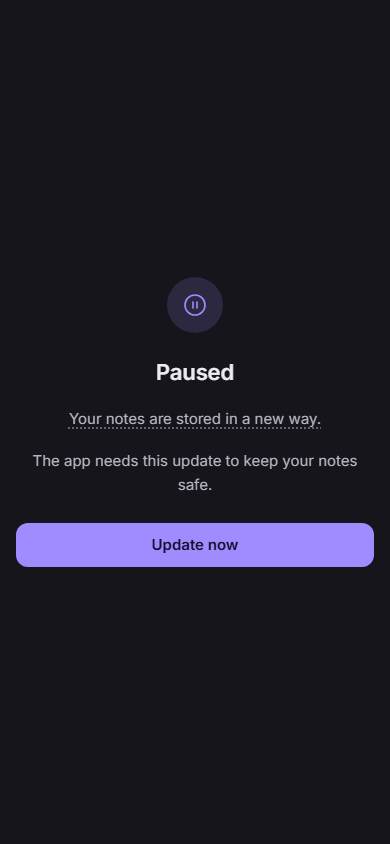 Paused
Your notes are stored in a new way.
The app needs this update to keep your notes
safe.
Update now